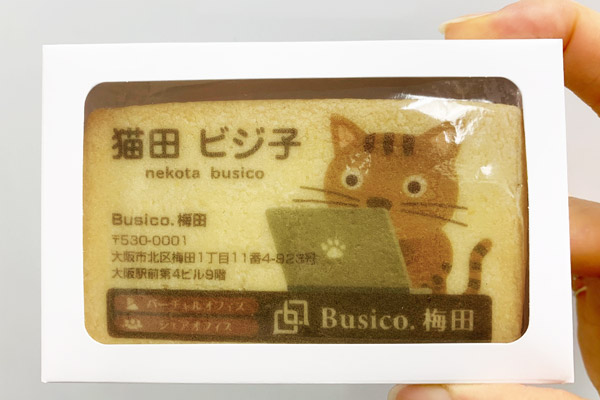 猫田 ビジ子
nekota busico
Busico. 梅田
〒530-0001
大阪市北区梅田1丁目11番4-923号
大阪駅前第4ビル9階
バーチャルオフィス
シェアオフィス
Busico. 梅田